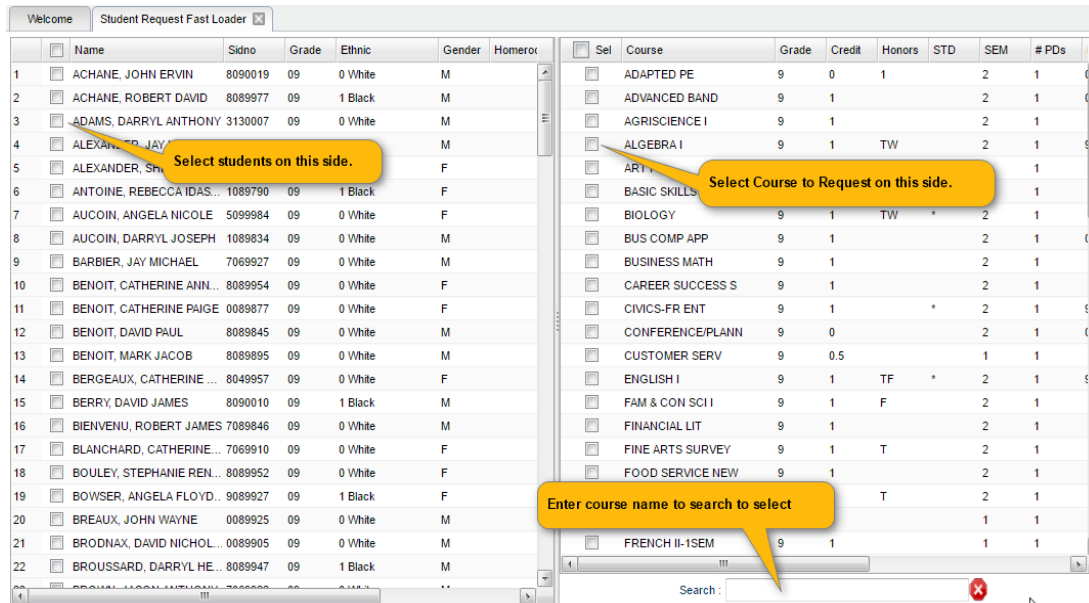 Welcome Student Request Fast Loader
Name Sidno Grade Ethnic Gender Homeroo
1 ACHANE, JOHN ERVIN 8090019 09 0 White M
2 ACHANE, ROBERT DAVID 8089977 09 1 Black M
3 ADAMS, DARRYL ANTHONY 3130007 09 0 White M
4 ALEXANDER, JAY M
5 ALEXANDER, F
6 ANTOINE, REBECCA IDAS... 1089790 09 1 Black F
7 AUCOIN, ANGELA NICOLE 5099984 09 0 White F
8 AUCOIN, DARRYL JOSEPH 1089834 09 0 White M
9 BARBIER, JAY MICHAEL 7069927 09 0 White M
10 BENOIT, CATHERINE ANN... 8089954 09 0 White F
11 BENOIT, CATHERINE PAIGE 0089877 09 0 White F
12 BENOIT, DAVID PAUL 8089845 09 0 White M
13 BENOIT, MARK JACOB 8089895 09 0 White M
14 BERGEAUX, CATHERINE ... 8049957 09 0 White F
15 BERRY, DAVID JAMES 8090010 09 1 Black M
16 BIENVENU, ROBERT JAMES 7089846 09 0 White M
17 BLANCHARD, CATHERINE... 7069910 09 0 White F
18 BOULEY, STEPHANIE REN... 8089952 09 0 White F
19 BOWSER, ANGELA FLOYD.. 9089927 09 1 Black F
20 BREAUX, JOHN WAYNE 0089925 09 0 White M
21 BRODNAX, DAVID NICHOL... 0089905 09 0 White M
22 BROUSSARD, DARRYL HE... 8089947 09 1 Black M
Select students on this side.
Sel Course Grade Credit Honors STD SEM # PDs
ADAPTED PE 9 0 1 2 1
ADVANCED BAND 9 1 2 1
AGRISCIENCE I 9 1 2 1
ALGEBRA I 9 1 TW 2 1
ART 1
BASIC SKILLS 1
BIOLOGY 9 1 TW * 2 1
BUS COMP APP 9 1 2 1
BUSINESS MATH 9 1 2 1
CAREER SUCCESS S 9 1 2 1
CIVICS-FR ENT 9 1 * 2 1
CONFERENCE/PLANN 9 0 2 1
CUSTOMER SERV 9 0.5 1 1
ENGLISH I 9 1 TF * 2 1
FAM & CON SCI I 9 1 F 2 1
FINANCIAL LIT 9 1 2 1
FINE ARTS SURVEY 9 1 T 2 1
FOOD SERVICE NEW 9 1 2 1
T 2 1
1 1
FRENCH II-1SEM 9 1 1 1
Select Course to Request on this side.
Enter course name to search to select
Search :